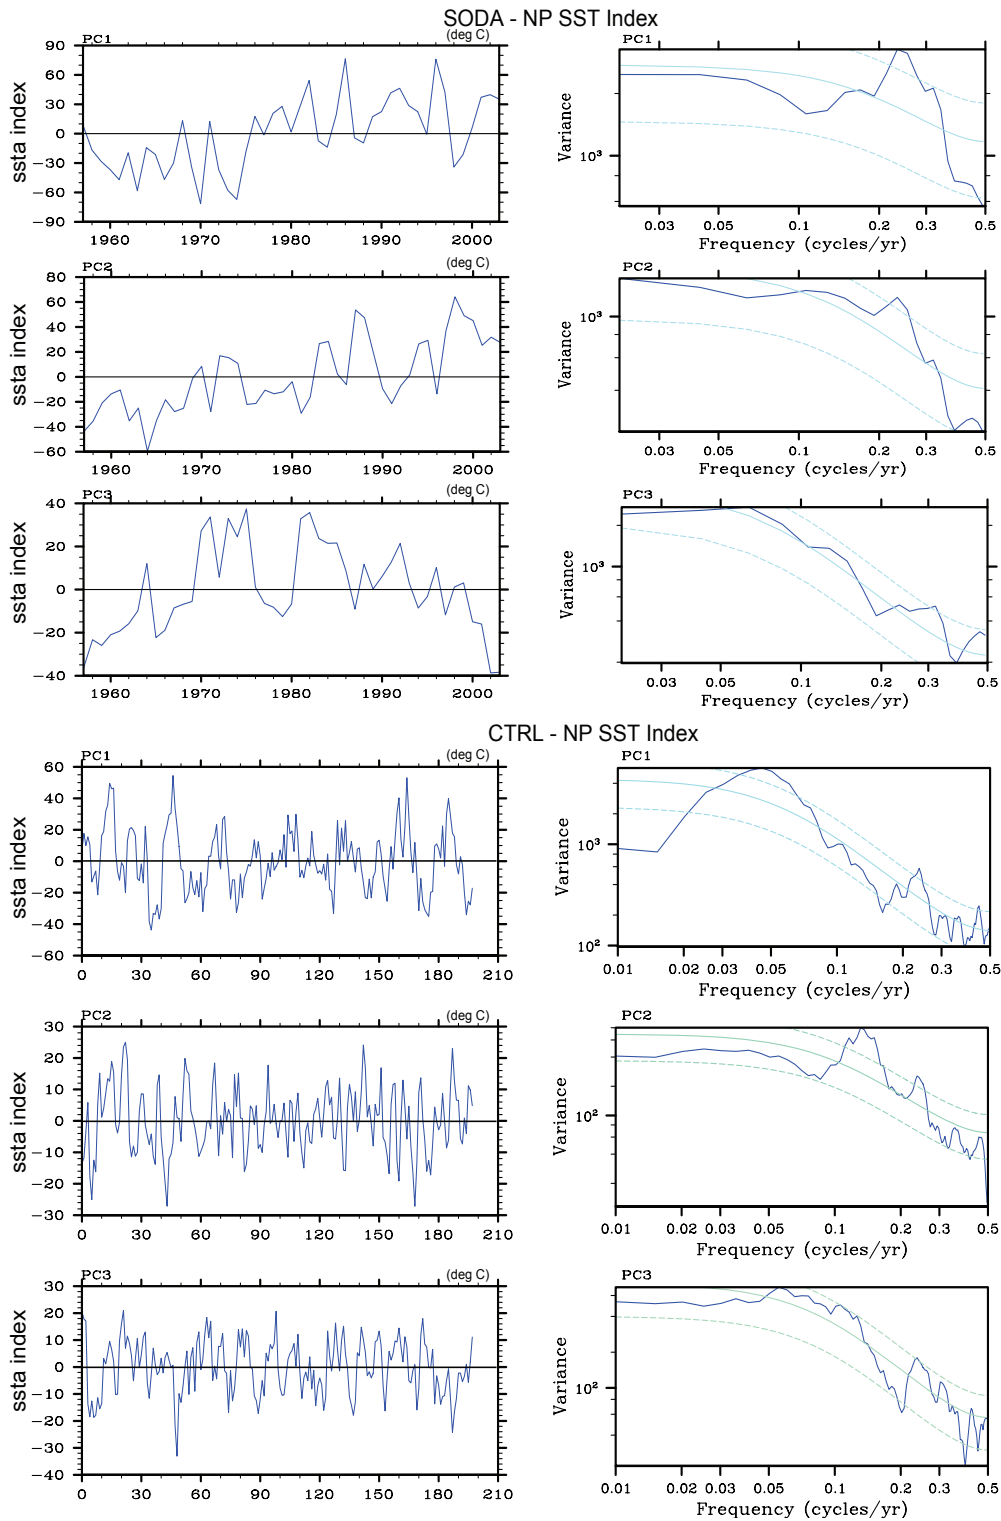 SODA - NP SST Index
PC1 (deg C)
ssta index
90
60
30
0
−30
−60
−90
1960 1970 1980 1990 2000
PC1
Variance
10³
0.03 0.05 0.1 0.2 0.3 0.5
Frequency (cycles/yr)
PC2 (deg C)
ssta index
80
60
40
20
0
−20
−40
−60
1960 1970 1980 1990 2000
PC2
Variance
10³
0.03 0.05 0.1 0.2 0.3 0.5
Frequency (cycles/yr)
PC3 (deg C)
ssta index
40
20
0
−20
−40
1960 1970 1980 1990 2000
PC3
Variance
10³
0.03 0.05 0.1 0.2 0.3 0.5
Frequency (cycles/yr)
CTRL - NP SST Index
PC1 (deg C)
ssta index
60
40
20
0
−20
−40
−60
0 30 60 90 120 150 180 210
PC1
Variance
10³
10²
0.01 0.02 0.03 0.05 0.1 0.2 0.3 0.5
Frequency (cycles/yr)
PC2 (deg C)
ssta index
30
20
10
0
−10
−20
−30
0 30 60 90 120 150 180 210
PC2
Variance
10²
0.01 0.02 0.03 0.05 0.1 0.2 0.3 0.5
Frequency (cycles/yr)
PC3 (deg C)
ssta index
30
20
10
0
−10
−20
−30
−40
0 30 60 90 120 150 180 210
PC3
Variance
10²
0.01 0.02 0.03 0.05 0.1 0.2 0.3 0.5
Frequency (cycles/yr)